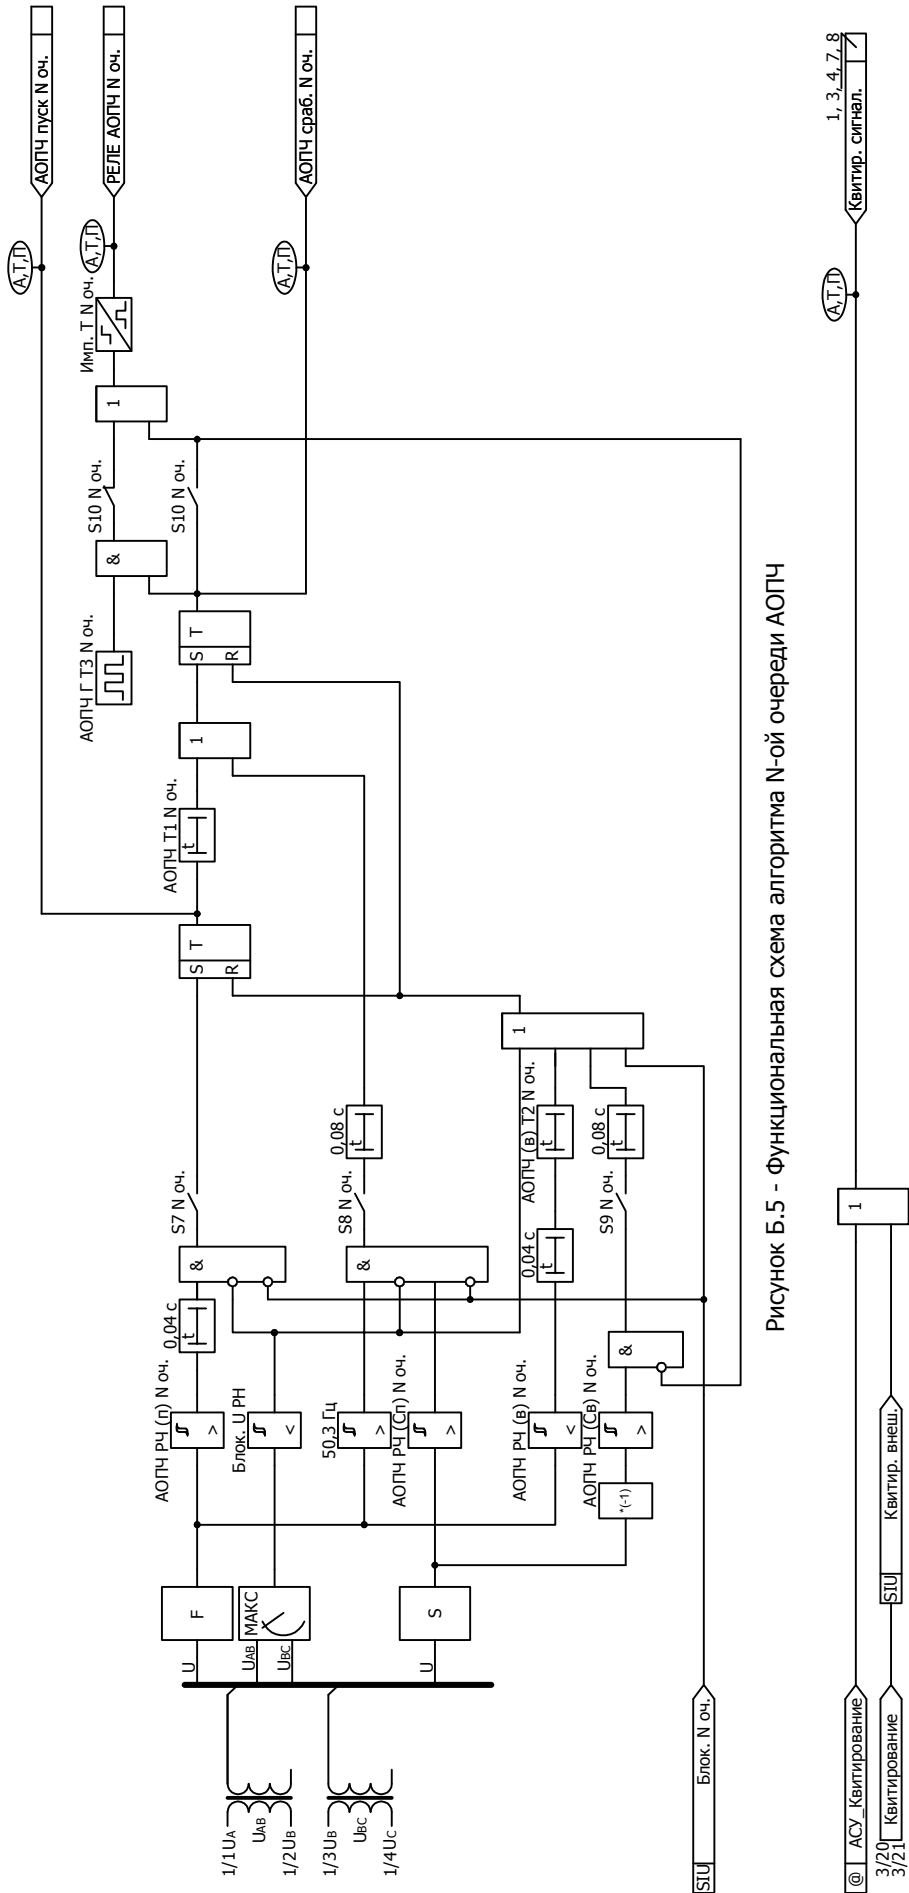 1/1UA
UAB
1/2UB
1/3UB
UBC
1/4UC
U
UAB
UBC
U
F
МАКС
S
АОПЧ РЧ (п) N оч.
>
Блок. U РН
<
50,3 Гц
>
АОПЧ РЧ (Сп) N оч.
>
АОПЧ РЧ (в) N оч.
<
*(-1)
АОПЧ РЧ (Св) N оч.
>
0,04 с
t
&
S7 N оч.
&
S8 N оч.
0,08 с
t
0,04 с
t
АОПЧ (в) Т2 N оч.
t
&
S9 N оч.
0,08 с
t
1
S
R
T
АОПЧ Т1 N оч.
t
1
S
R
T
АОПЧ Г Т3 N оч.
&
S10 N оч.
S10 N оч.
1
Имп. Т N оч.
А,Т,П
АОПЧ пуск N оч.
А,Т,П
РЕЛЕ АОПЧ N оч.
А,Т,П
АОПЧ сраб. N оч.
SIU
Блок. N оч.
Рисунок Б.5 - Функциональная схема алгоритма N-ой очереди АОПЧ
@ АСУ_Квитирование
3/20
3/21
Квитирование
SIU
Квитир. внеш.
1
А,Т,П
Квитир. сигнал.
1, 3, 4, 7, 8